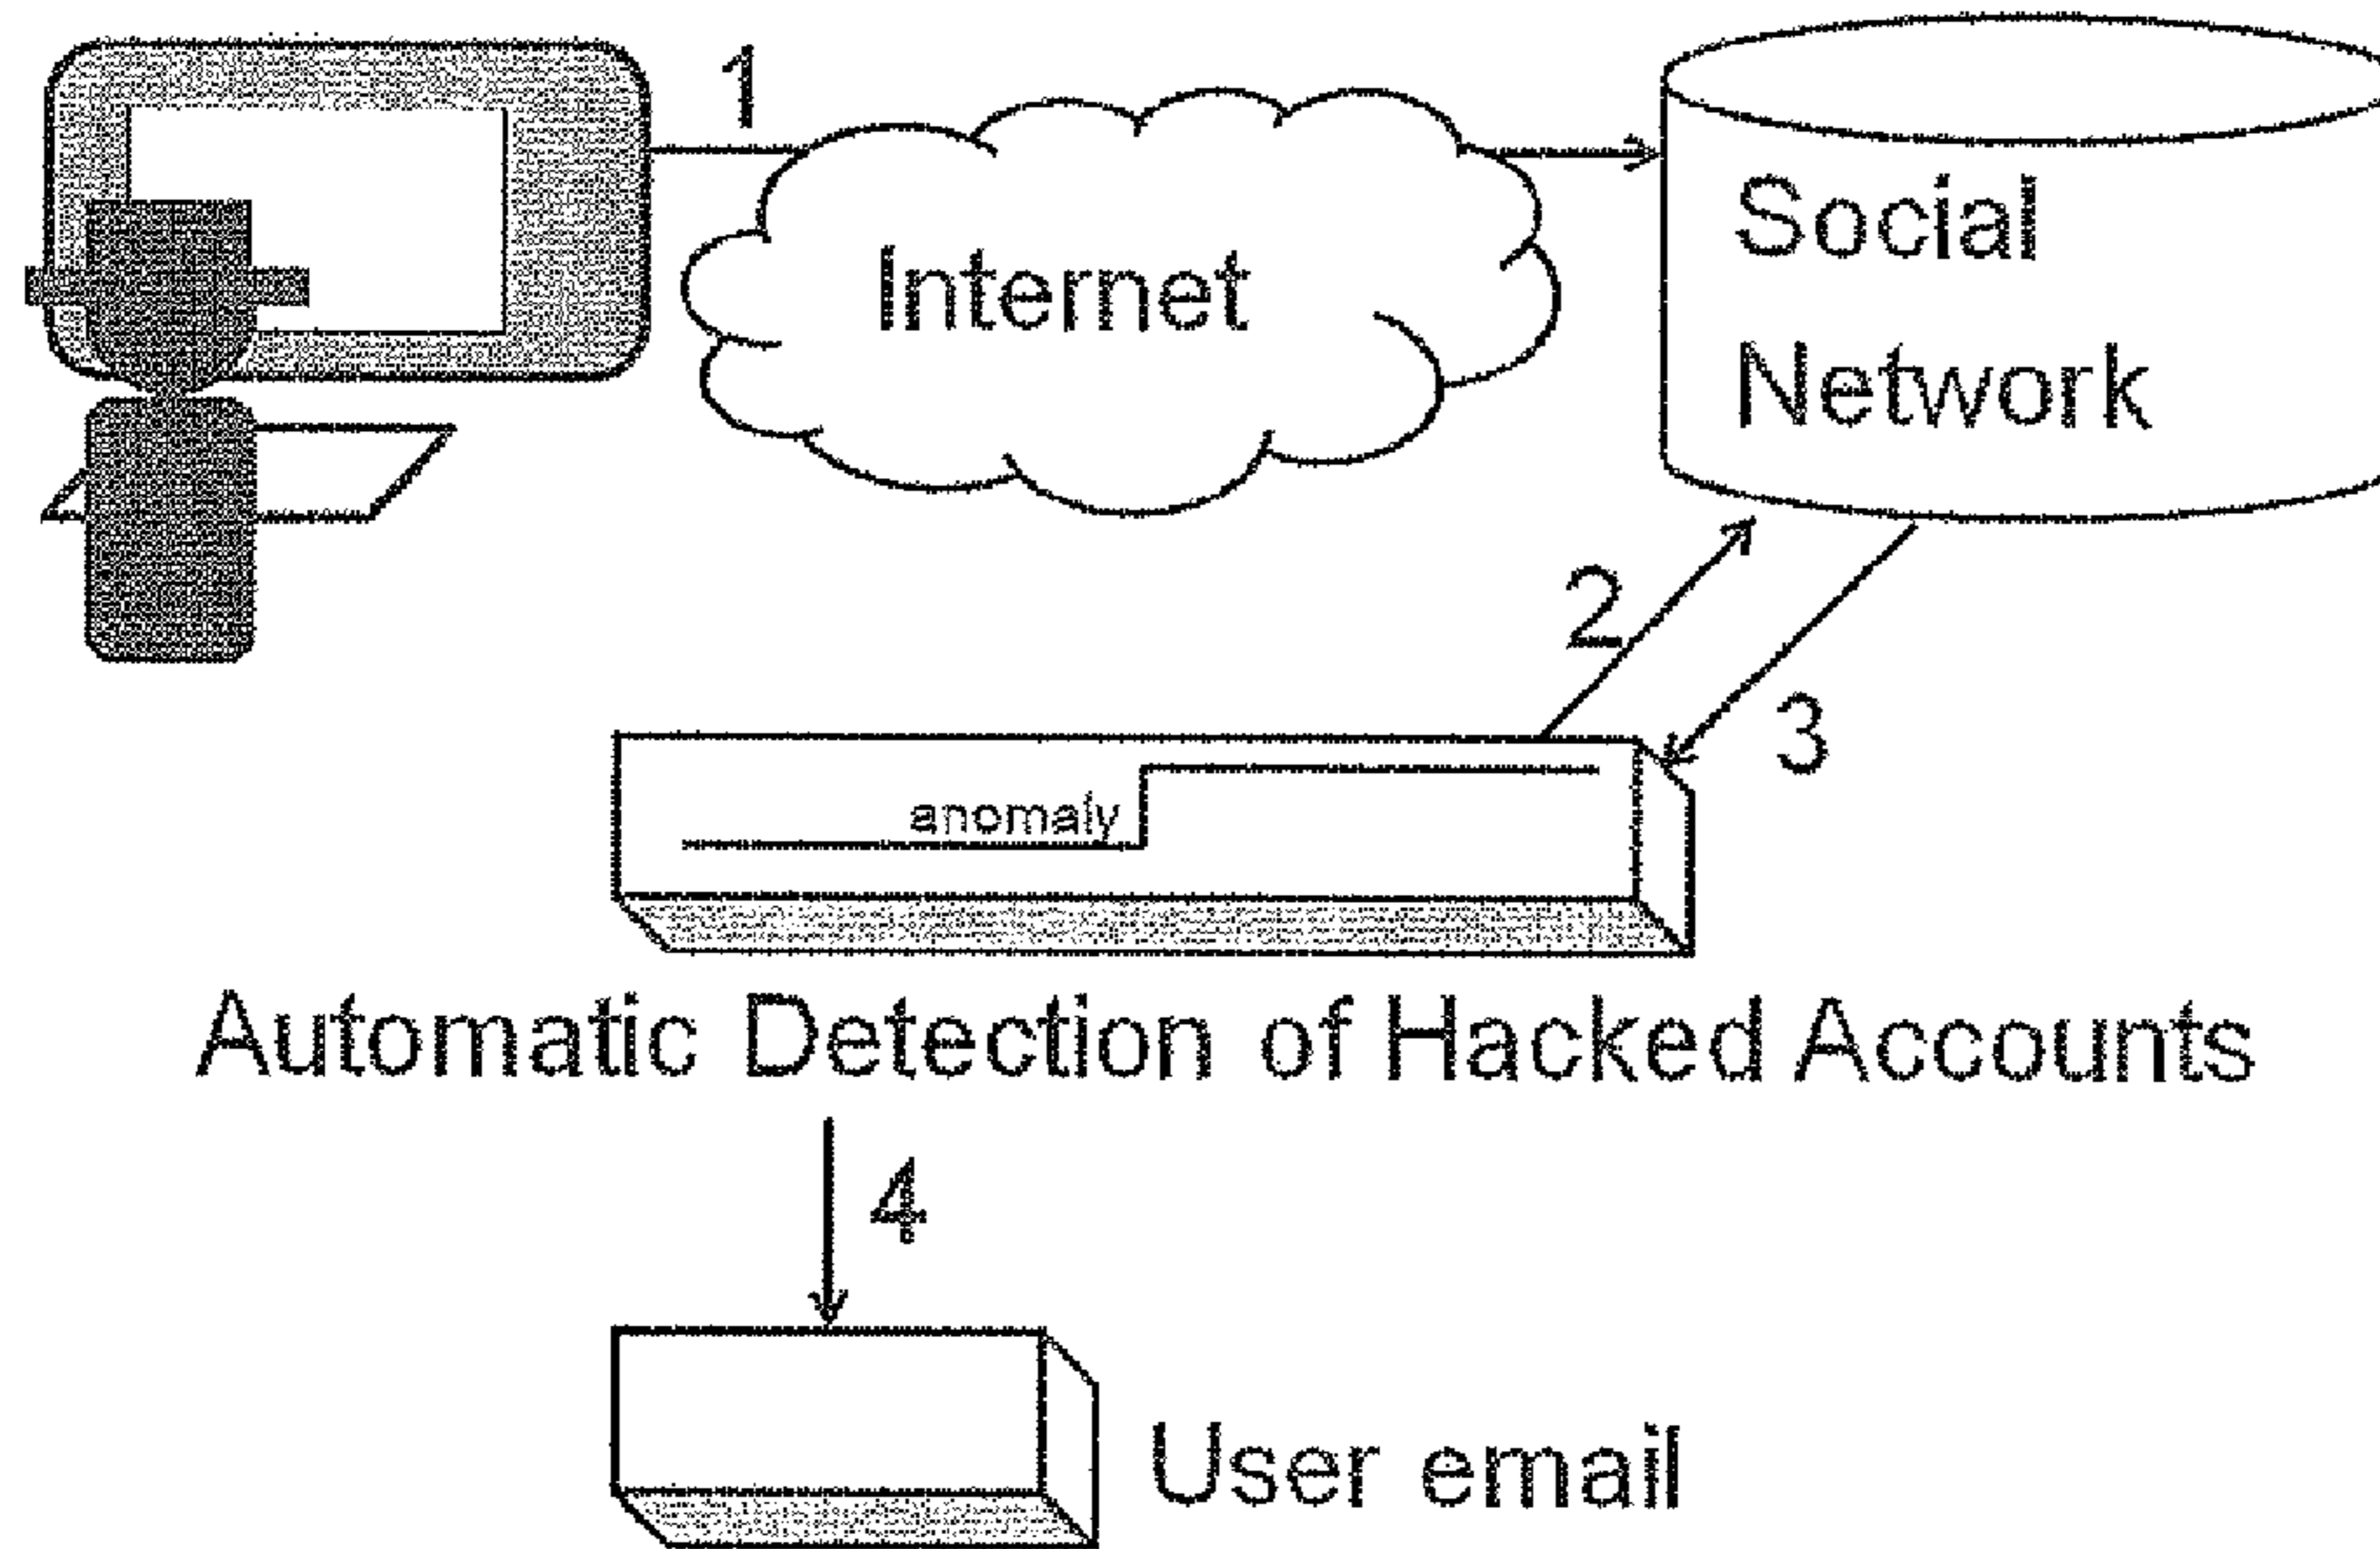 1
Internet
Social
Network
2
3
anomaly
Automatic Detection of Hacked Accounts
4
User email